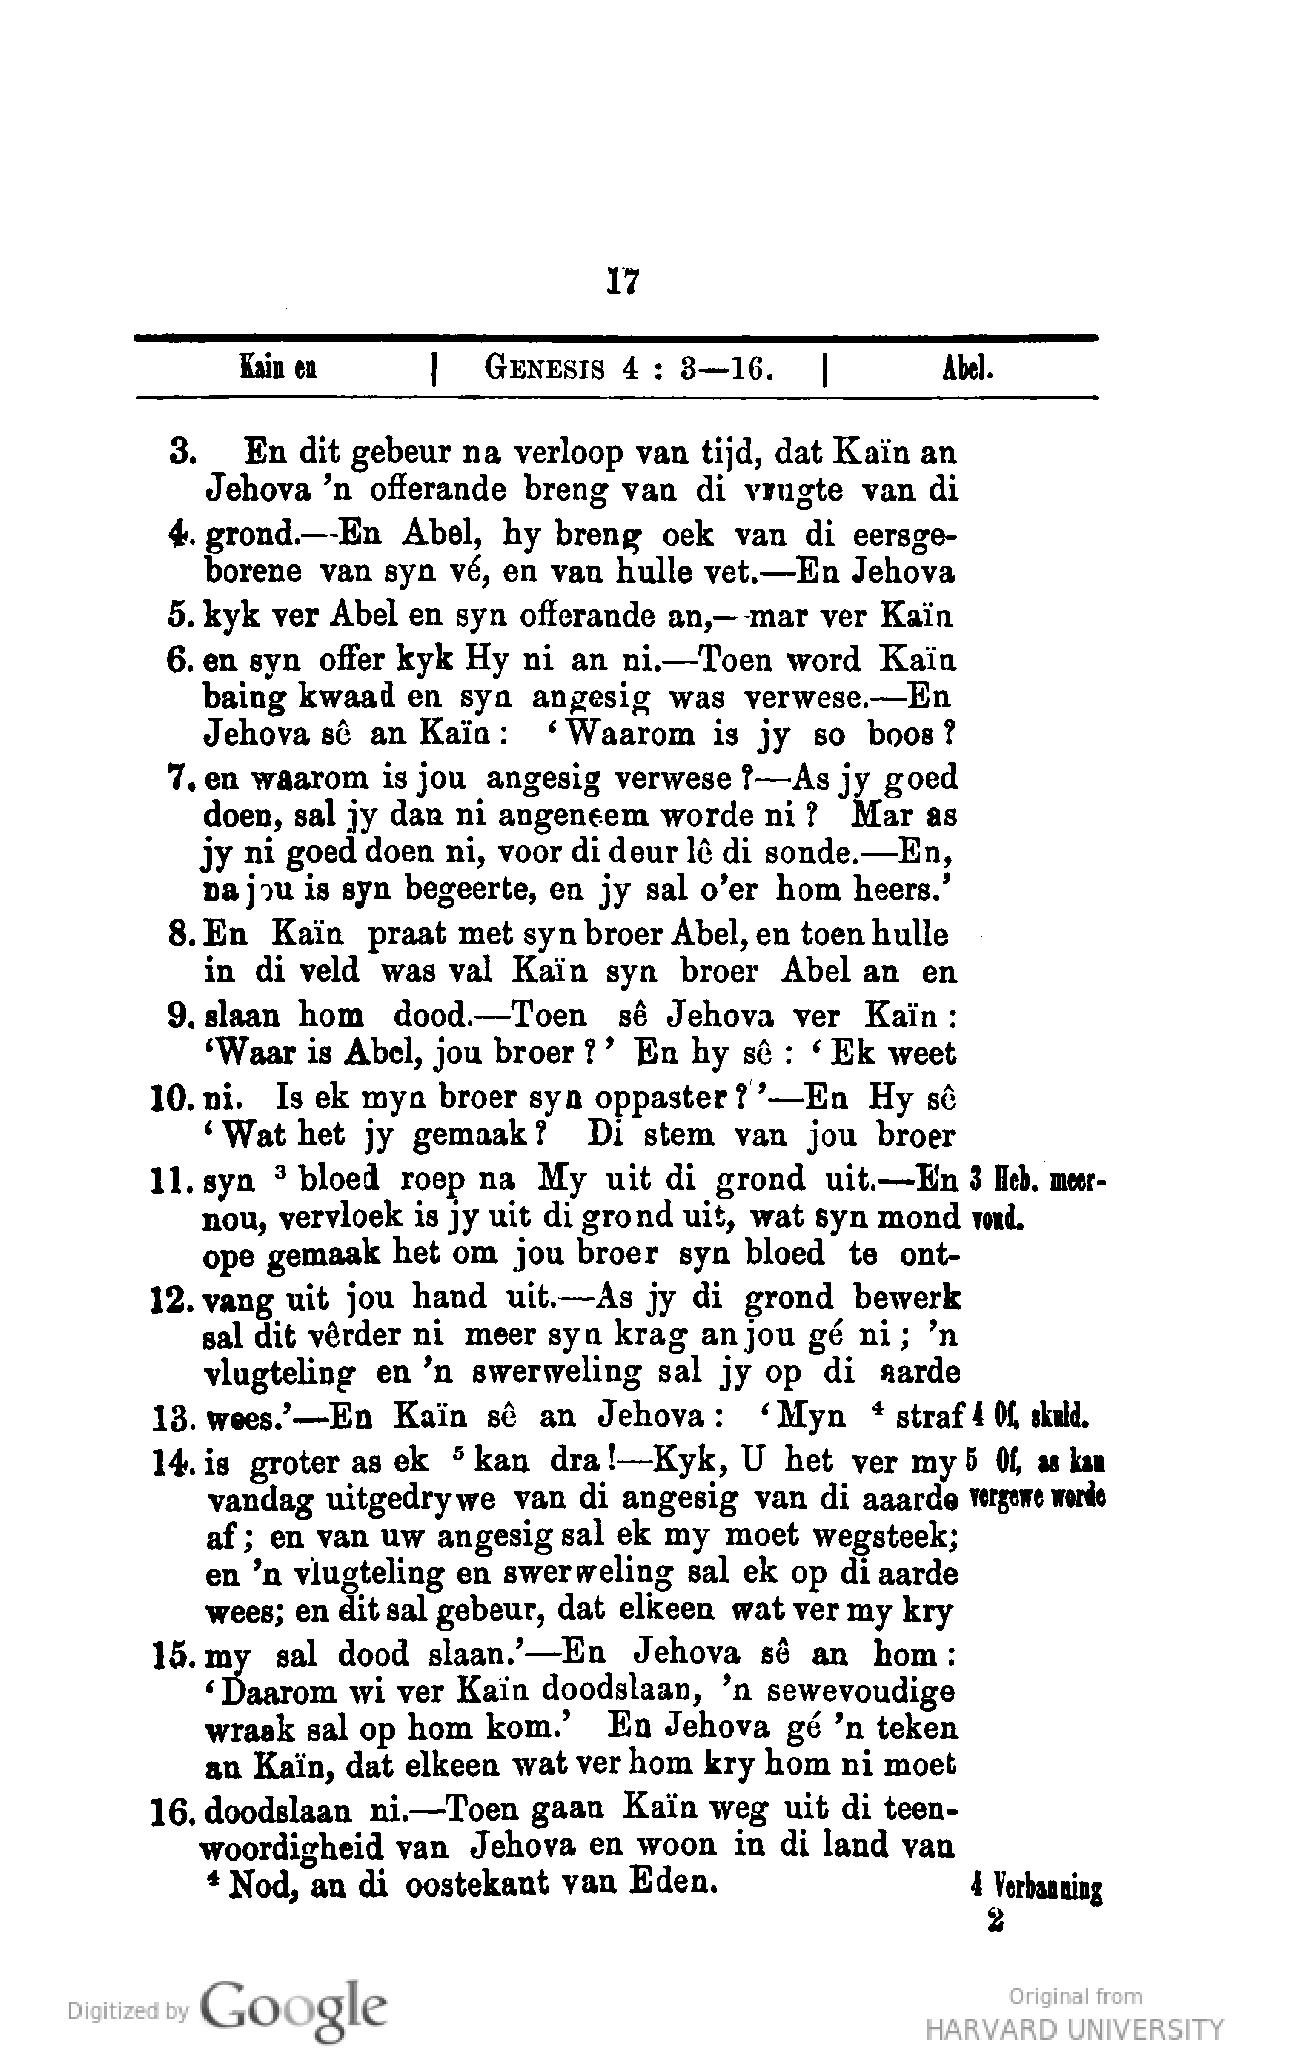 17
Kain en | GENESIS 4 : 3—16. | Abel.
3. En dit gebeur na verloop van tijd, dat Kaïn an
Jehova 'n offerande breng van di vrugte van di
4. grond.—-En Abel, hy breng oek van di eersge-
borene van syn vé, en van hulle vet.—En Jehova
5. kyk ver Abel en syn offerande an,—-mar ver Kaïn
6. en syn offer kyk Hy ni an ni.—Toen word Kaïn
baing kwaad en syn angesig was verwese.—En
Jehova sê an Kaïn : ‘ Waarom is jy so boos ?
7. en waarom is jou angesig verwese ?—As jy goed
doen, sal jy dan ni angeneem worde ni ? Mar as
jy ni goed doen ni, voor di deur lê di sonde.—En,
na jou is syn begeerte, en jy sal o’er hom heers.’
8. En Kaïn praat met syn broer Abel, en toen hulle
in di veld was val Kaïn syn broer Abel an en
9. slaan hom dood.—Toen sê Jehova ver Kaïn :
‘Waar is Abel, jou broer ? ’ En hy sê : ‘ Ek weet
10. ni. Is ek myn broer syn oppaster ? ’—En Hy sê
‘ Wat het jy gemaak ? Di stem van jou broer
11. syn ³ bloed roep na My uit di grond uit.—En 3 Heb. meer-
nou, vervloek is jy uit di grond uit, wat syn mond voud.
ope gemaak het om jou broer syn bloed te ont-
12. vang uit jou hand uit.—As jy di grond bewerk
sal dit vêrder ni meer syn krag an jou gé ni ; ’n
vlugteling en ’n swerweling sal jy op di aarde
13. wees.’—En Kaïn sê an Jehova : ‘ Myn ⁴ straf 4 Of, skuld.
14. is groter as ek ⁵ kan dra !—Kyk, U het ver my 5 Of, as kan
vandag uitgedrywe van di angesig van di aaarde vergewe worde
af ; en van uw angesig sal ek my moet wegsteek;
en ’n vlugteling en swerweling sal ek op di aarde
wees; en dit sal gebeur, dat elkeen wat ver my kry
15. my sal dood slaan.’—En Jehova sê an hom :
‘ Daarom wi ver Kaïn doodslaan, ’n sewevoudige
wraak sal op hom kom.’ En Jehova gé ’n teken
an Kaïn, dat elkeen wat ver hom kry hom ni moet
16. doodslaan ni.—Toen gaan Kaïn weg uit di teen-
woordigheid van Jehova en woon in di land van
⁴ Nod, an di oostekant van Eden. 4 Verbanning
2
Digitized by Google
Original from
HARVARD UNIVERSITY